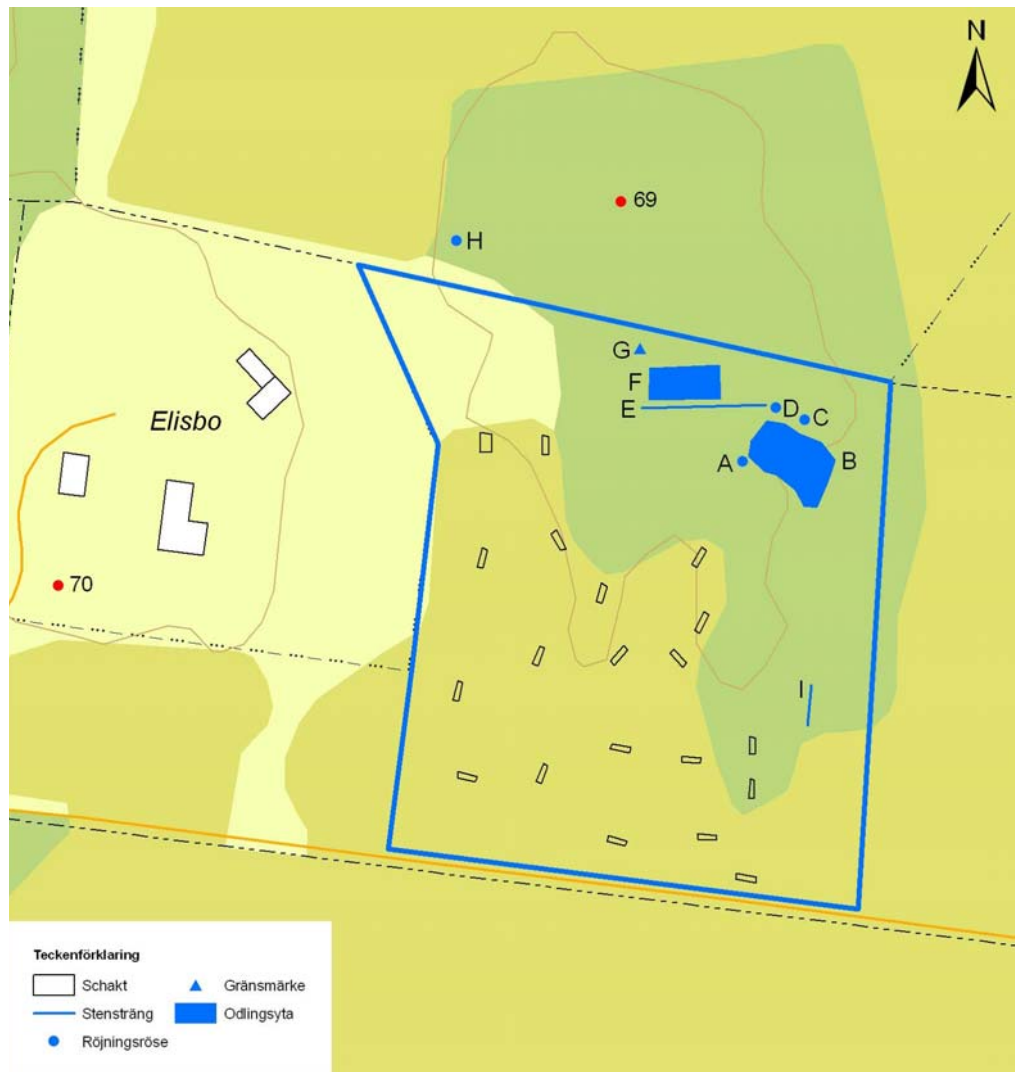 N
69
H
G
F
E
D
C
A
B
Elisbo
70
I
Teckenförklaring
Schakt
Gränsmärke
Stensträng
Odlingsyta
Röjningsröse